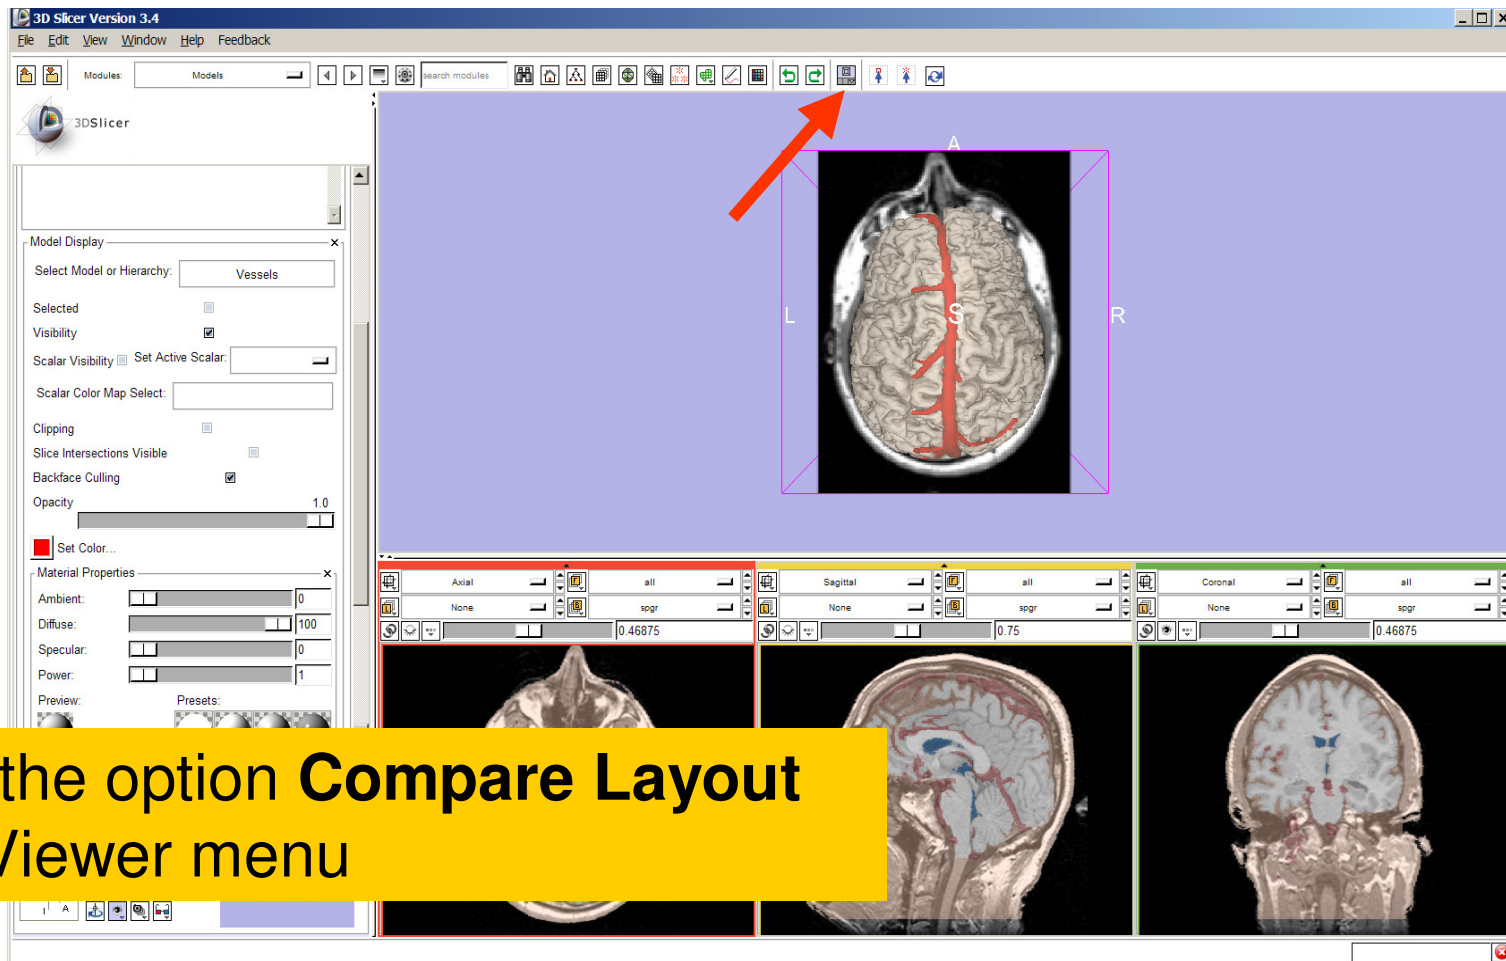 3D Slicer Version 3.4
File Edit View Window Help Feedback
Modules: Models search modules
3DSlicer
Model Display
Select Model or Hierarchy: Vessels
Selected
Visibility
Scalar Visibility Set Active Scalar:
Scalar Color Map Select:
Clipping
Slice Intersections Visible
Backface Culling
Opacity 1.0
Set Color...
Material Properties
Ambient: 0
Diffuse: 100
Specular: 0
Power: 1
Preview: Presets:
A
L S R
Axial F all
L None B spgr
0.46875
Sagittal F all
L None B spgr
0.75
Coronal F all
L None B spgr
0.46875
the option Compare Layout
Viewer menu
A